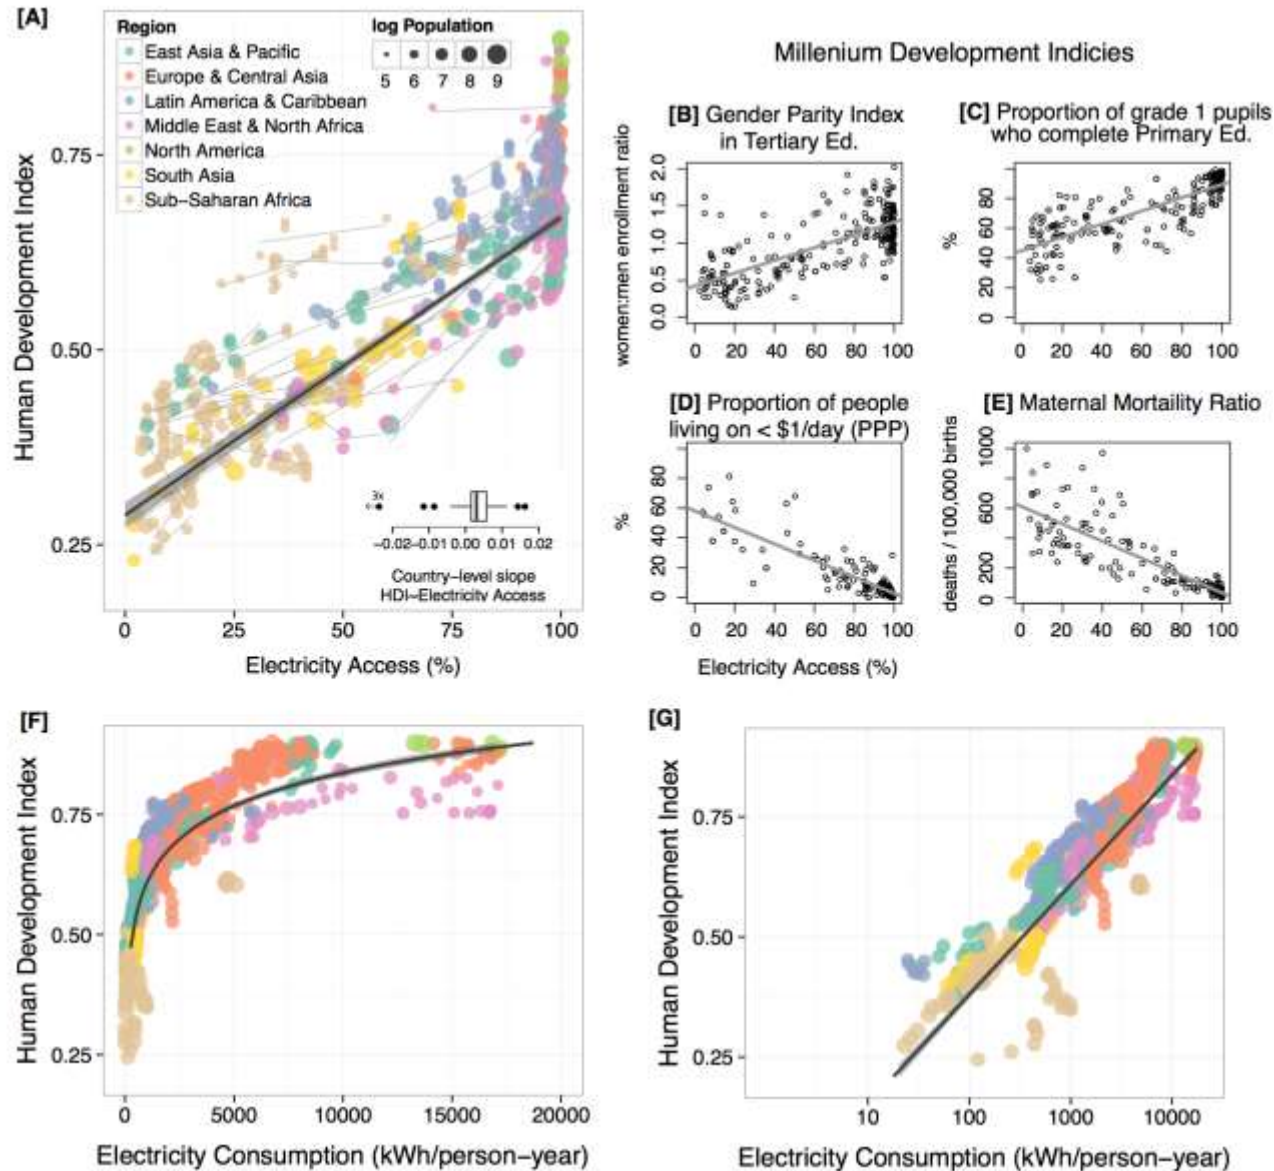 [A]
Region
East Asia & Pacific
Europe & Central Asia
Latin America & Caribbean
Middle East & North Africa
North America
South Asia
Sub-Saharan Africa
log Population
5 6 7 8 9
Human Development Index
0.75
0.50
0.25
3x
-0.02 -0.01 0.00 0.01 0.02
Country-level slope
HDI-Electricity Access
0 25 50 75 100
Electricity Access (%)
Millenium Development Indicies
[B] Gender Parity Index
in Tertiary Ed.
women:men enrollment ratio
0.0 0.5 1.0 1.5 2.0
0 20 40 60 80 100
[C] Proportion of grade 1 pupils
who complete Primary Ed.
%
0 20 40 60 80
0 20 40 60 80 100
[D] Proportion of people
living on < $1/day (PPP)
%
0 20 40 60 80
0 20 40 60 80 100
Electricity Access (%)
[E] Maternal Mortaility Ratio
deaths / 100,000 births
0 200 600 1000
0 20 40 60 80 100
[F]
Human Development Index
0.75
0.50
0.25
0 5000 10000 15000 20000
Electricity Consumption (kWh/person-year)
[G]
Human Development Index
0.75
0.50
0.25
10 100 1000 10000
Electricity Consumption (kWh/person-year)